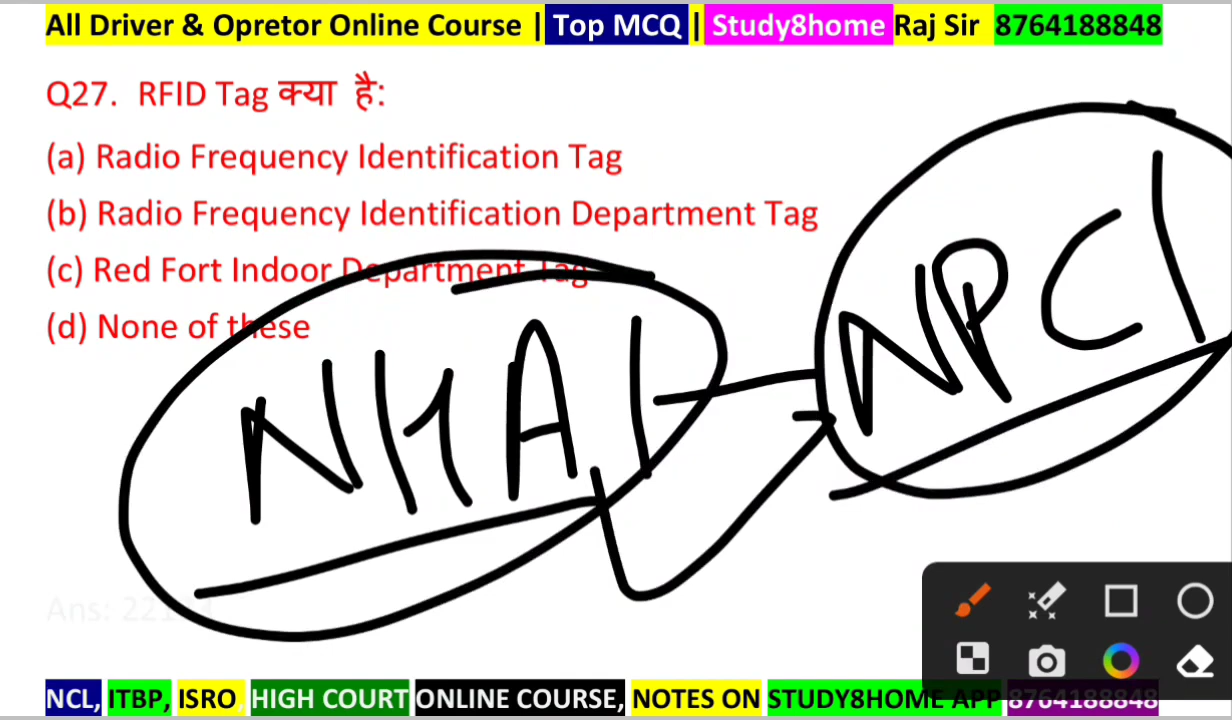 All Driver & Opretor Online Course | Top MCQ | Study8home Raj Sir 8764188848
Q27. RFID Tag क्या है:
(a) Radio Frequency Identification Tag
(b) Radio Frequency Identification Department Tag
(c) Red Fort Indoor Department Tag
(d) None of these
NHAI
NPCI
Ans:
NCL, ITBP, ISRO, HIGH COURT ONLINE COURSE, NOTES ON STUDY8HOME APP 8764188848